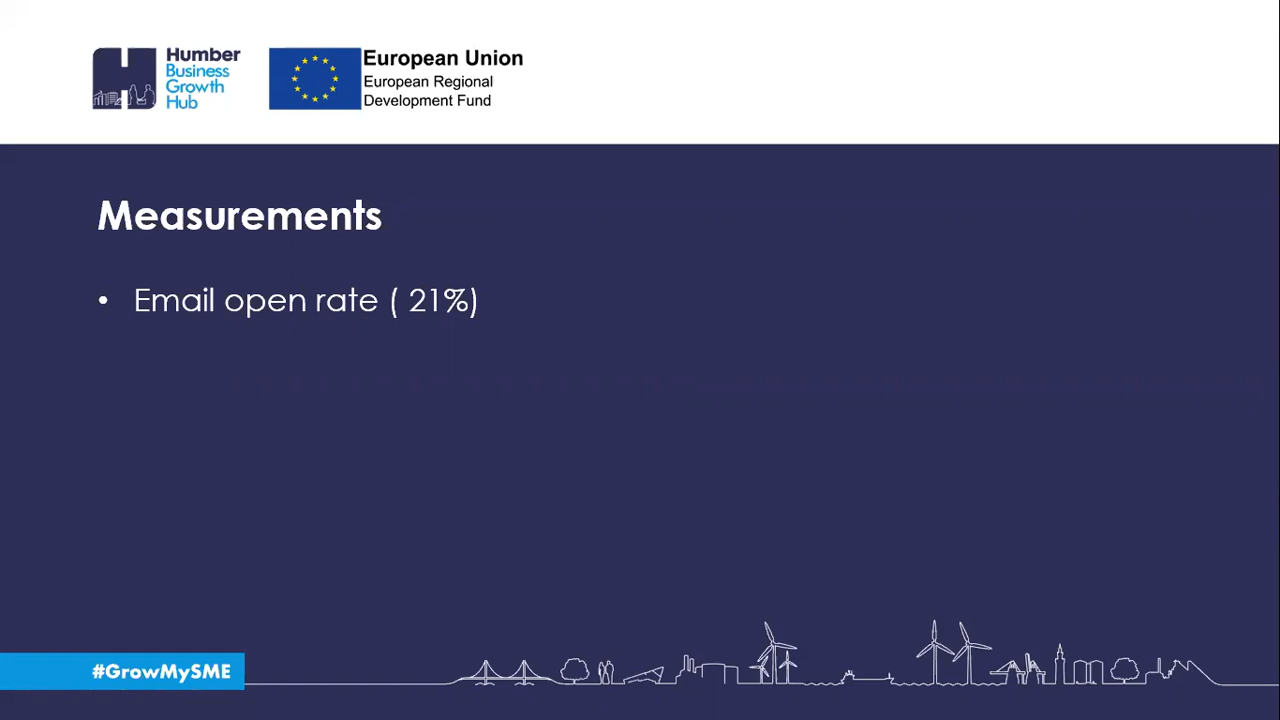 Humber
Business
Growth
Hub
European Union
European Regional
Development Fund
Measurements
• Email open rate ( 21%)
#GrowMySME